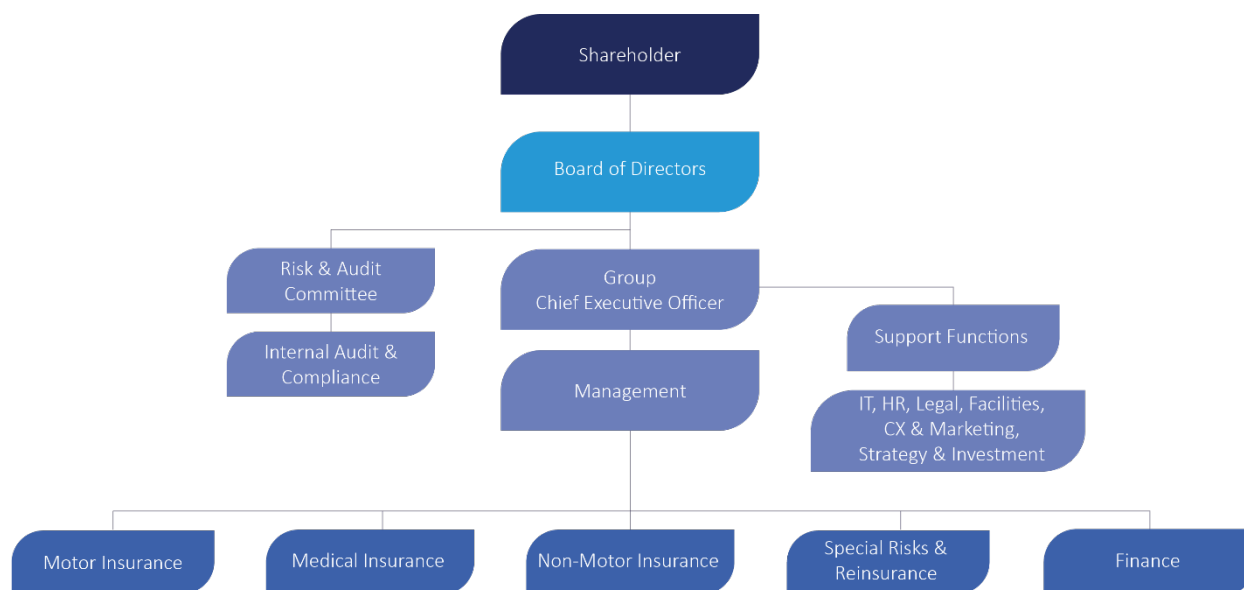 Shareholder
Board of Directors
Risk & Audit
Committee
Group
Chief Executive Officer
Support Functions
Internal Audit &
Compliance
Management
IT, HR, Legal, Facilities,
CX & Marketing,
Strategy & Investment
Motor Insurance
Medical Insurance
Non-Motor Insurance
Special Risks &
Reinsurance
Finance